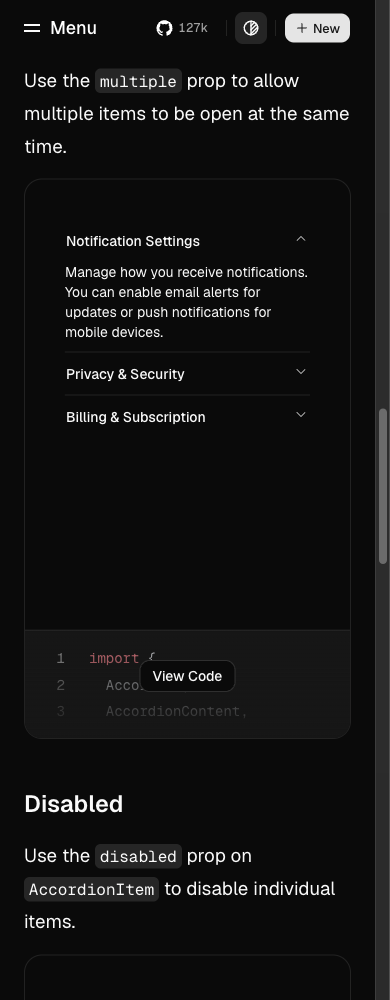 Menu 127k + New
Use the multiple prop to allow
multiple items to be open at the same
time.
Notification Settings
Manage how you receive notifications.
You can enable email alerts for
updates or push notifications for
mobile devices.
Privacy & Security
Billing & Subscription
1 import {
2 Acco
View Code
3 AccordionContent,
Disabled
Use the disabled prop on
AccordionItem to disable individual
items.